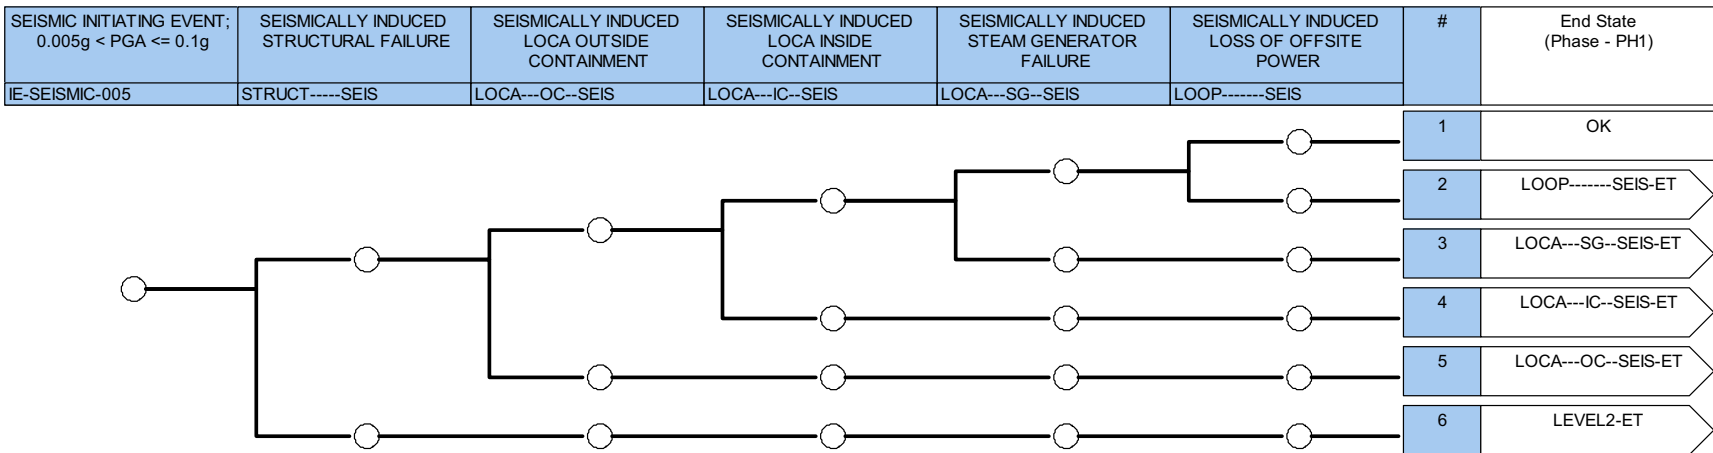 SEISMIC INITIATING EVENT;
0.005g < PGA <= 0.1g
SEISMICALLY INDUCED
STRUCTURAL FAILURE
SEISMICALLY INDUCED
LOCA OUTSIDE
CONTAINMENT
SEISMICALLY INDUCED
LOCA INSIDE
CONTAINMENT
SEISMICALLY INDUCED
STEAM GENERATOR
FAILURE
SEISMICALLY INDUCED
LOSS OF OFFSITE
POWER
#
End State
(Phase - PH1)
IE-SEISMIC-005
STRUCT-----SEIS
LOCA---OC--SEIS
LOCA---IC--SEIS
LOCA---SG--SEIS
LOOP-------SEIS
1
OK
2
LOOP-------SEIS-ET
3
LOCA---SG--SEIS-ET
4
LOCA---IC--SEIS-ET
5
LOCA---OC--SEIS-ET
6
LEVEL2-ET